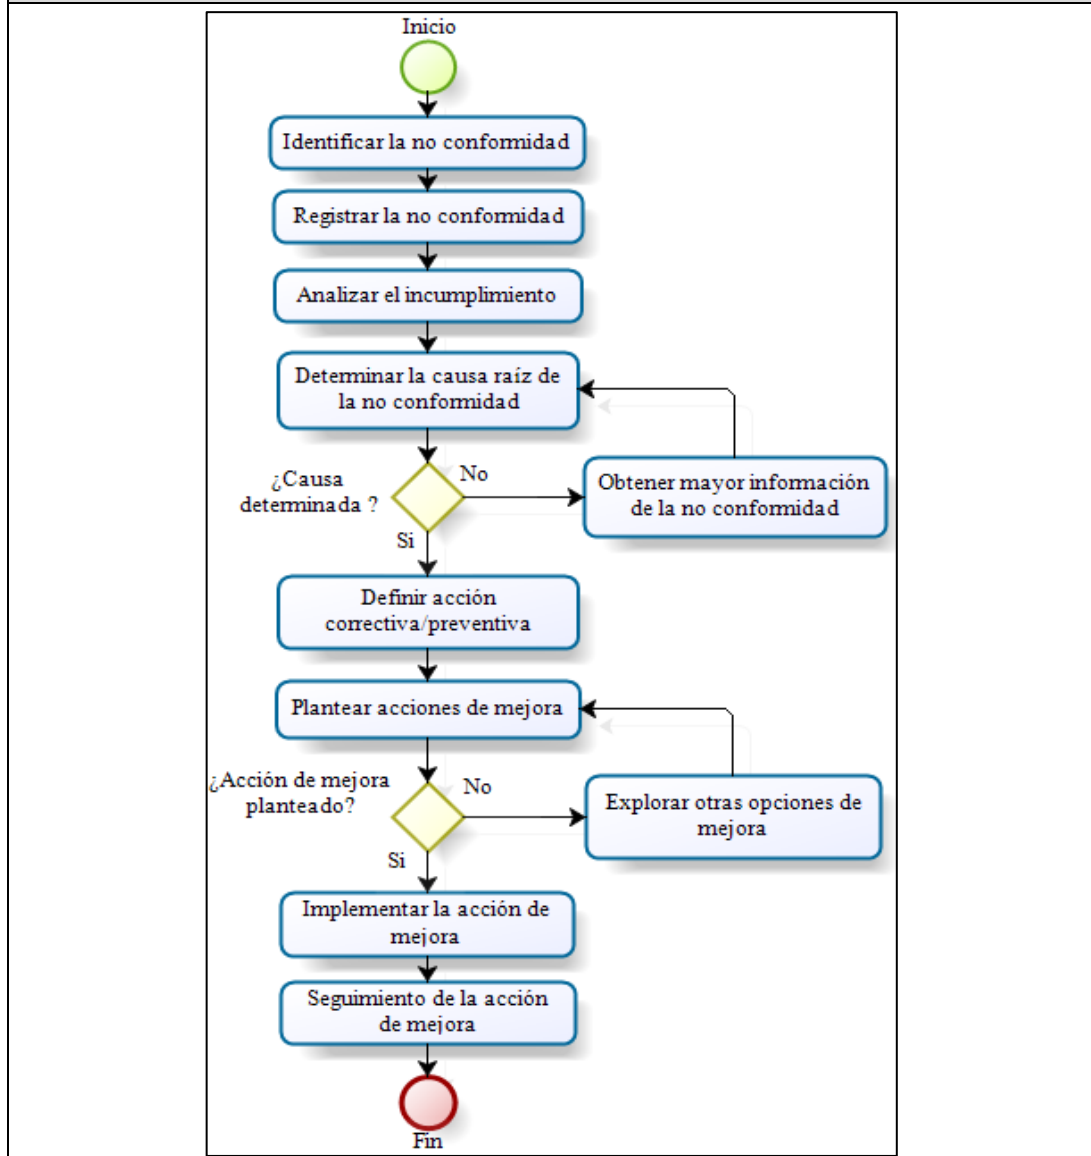 Inicio
Identificar la no conformidad
Registrar la no conformidad
Analizar el incumplimiento
Determinar la causa raíz de
la no conformidad
¿Causa
determinada ?
No
Obtener mayor información
de la no conformidad
Si
Definir acción
correctiva/preventiva
Plantear acciones de mejora
¿Acción de mejora
planteado?
No
Explorar otras opciones de
mejora
Si
Implementar la acción de
mejora
Seguimiento de la acción
de mejora
Fin